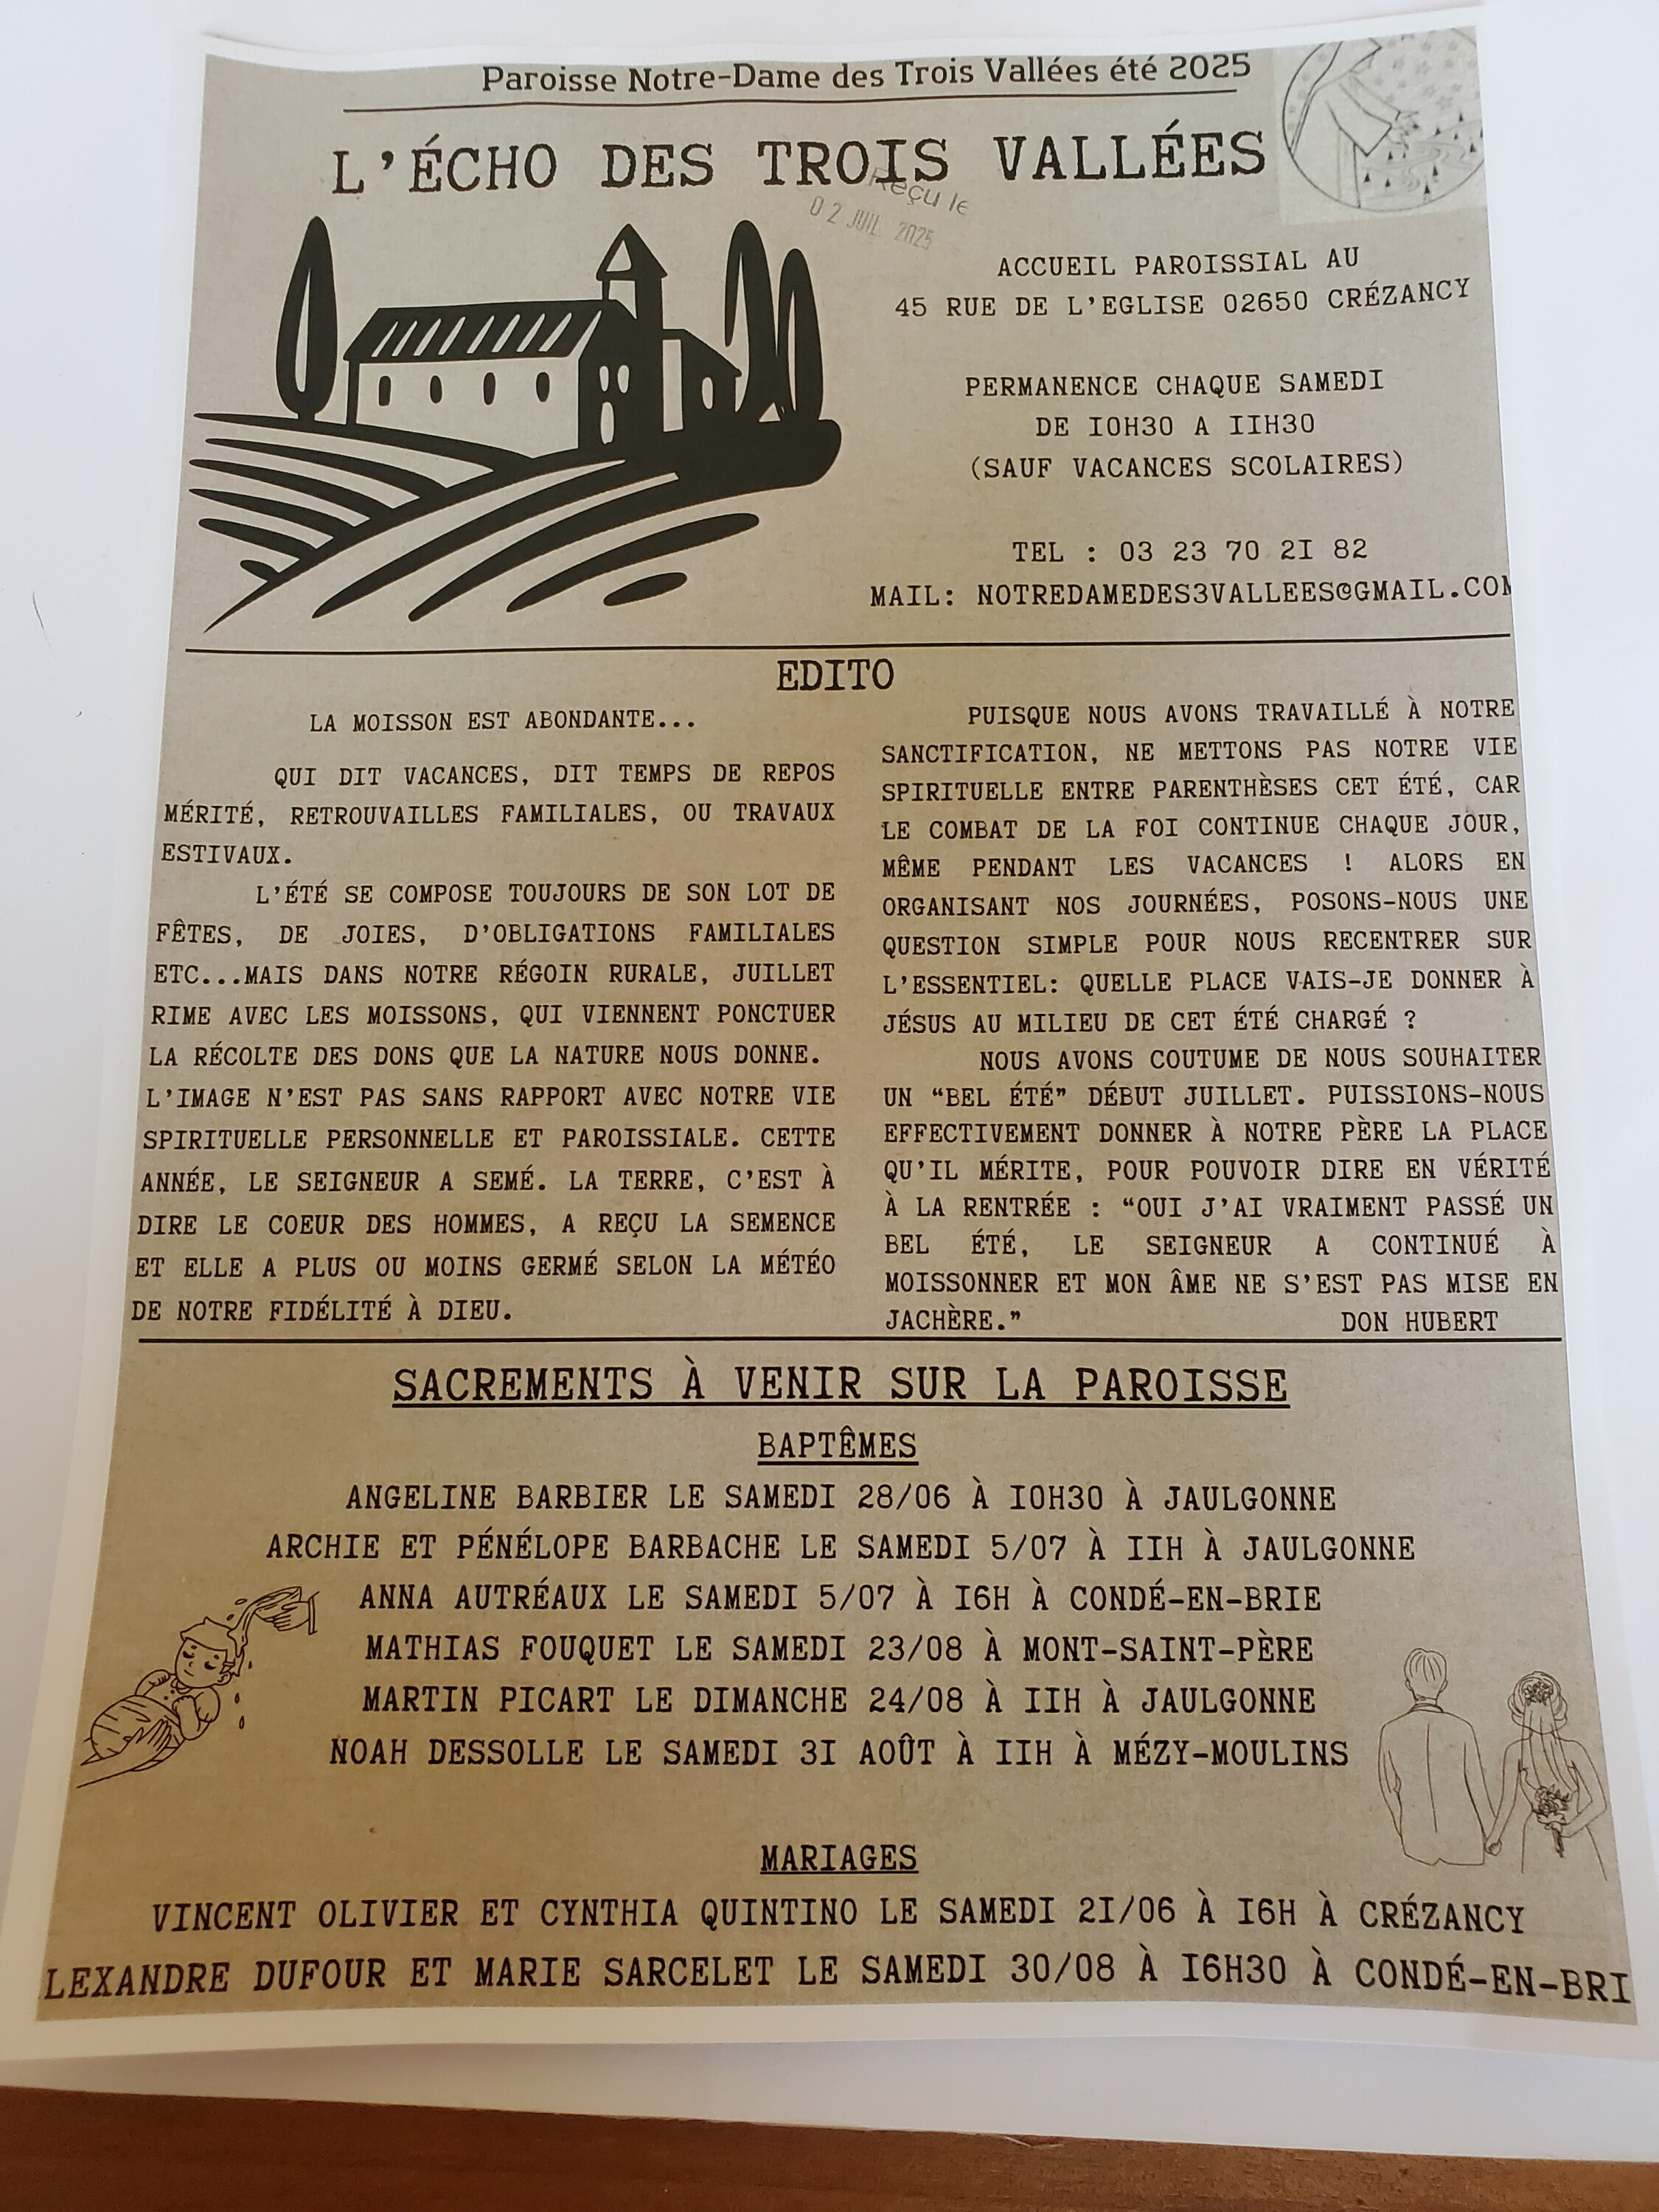 Paroisse Notre-Dame des Trois Vallées été 2025
L'ÉCHO DES TROIS VALLÉES
Reçu le
02 JUIL. 2025
ACCUEIL PAROISSIAL AU
45 RUE DE L'EGLISE 02650 CRÉZANCY
PERMANENCE CHAQUE SAMEDI
DE 10H30 A 11H30
(SAUF VACANCES SCOLAIRES)
TEL : 03 23 70 21 82
MAIL: NOTREDAMEDES3VALLEES@GMAIL.COM
EDITO
LA MOISSON EST ABONDANTE...
QUI DIT VACANCES, DIT TEMPS DE REPOS
MÉRITÉ, RETROUVAILLES FAMILIALES, OU TRAVAUX
ESTIVAUX.
L'ÉTÉ SE COMPOSE TOUJOURS DE SON LOT DE
FÊTES, DE JOIES, D'OBLIGATIONS FAMILIALES
ETC...MAIS DANS NOTRE RÉGOIN RURALE, JUILLET
RIME AVEC LES MOISSONS, QUI VIENNENT PONCTUER
LA RÉCOLTE DES DONS QUE LA NATURE NOUS DONNE.
L'IMAGE N'EST PAS SANS RAPPORT AVEC NOTRE VIE
SPIRITUELLE PERSONNELLE ET PAROISSIALE. CETTE
ANNÉE, LE SEIGNEUR A SEMÉ. LA TERRE, C'EST À
DIRE LE COEUR DES HOMMES, A REÇU LA SEMENCE
ET ELLE A PLUS OU MOINS GERMÉ SELON LA MÉTÉO
DE NOTRE FIDÉLITÉ À DIEU.
PUISQUE NOUS AVONS TRAVAILLÉ À NOTRE
SANCTIFICATION, NE METTONS PAS NOTRE VIE
SPIRITUELLE ENTRE PARENTHÈSES CET ÉTÉ, CAR
LE COMBAT DE LA FOI CONTINUE CHAQUE JOUR,
MÊME PENDANT LES VACANCES ! ALORS EN
ORGANISANT NOS JOURNÉES, POSONS-NOUS UNE
QUESTION SIMPLE POUR NOUS RECENTRER SUR
L'ESSENTIEL: QUELLE PLACE VAIS-JE DONNER À
JÉSUS AU MILIEU DE CET ÉTÉ CHARGÉ ?
NOUS AVONS COUTUME DE NOUS SOUHAITER
UN “BEL ÉTÉ” DÉBUT JUILLET. PUISSIONS-NOUS
EFFECTIVEMENT DONNER À NOTRE PÈRE LA PLACE
QU'IL MÉRITE, POUR POUVOIR DIRE EN VÉRITÉ
À LA RENTRÉE : “OUI J'AI VRAIMENT PASSÉ UN
BEL ÉTÉ, LE SEIGNEUR A CONTINUÉ À
MOISSONNER ET MON ÂME NE S'EST PAS MISE EN
JACHÈRE.” DON HUBERT
SACREMENTS À VENIR SUR LA PAROISSE
BAPTÊMES
ANGELINE BARBIER LE SAMEDI 28/06 À 10H30 À JAULGONNE
ARCHIE ET PÉNÉLOPE BARBACHE LE SAMEDI 5/07 À 11H À JAULGONNE
ANNA AUTRÉAUX LE SAMEDI 5/07 À 16H À CONDÉ-EN-BRIE
MATHIAS FOUQUET LE SAMEDI 23/08 À MONT-SAINT-PÈRE
MARTIN PICART LE DIMANCHE 24/08 À 11H À JAULGONNE
NOAH DESSOLLE LE SAMEDI 31 AOÛT À 11H À MÉZY-MOULINS
MARIAGES
VINCENT OLIVIER ET CYNTHIA QUINTINO LE SAMEDI 21/06 À 16H À CRÉZANCY
LEXANDRE DUFOUR ET MARIE SARCELET LE SAMEDI 30/08 À 16H30 À CONDÉ-EN-BRI